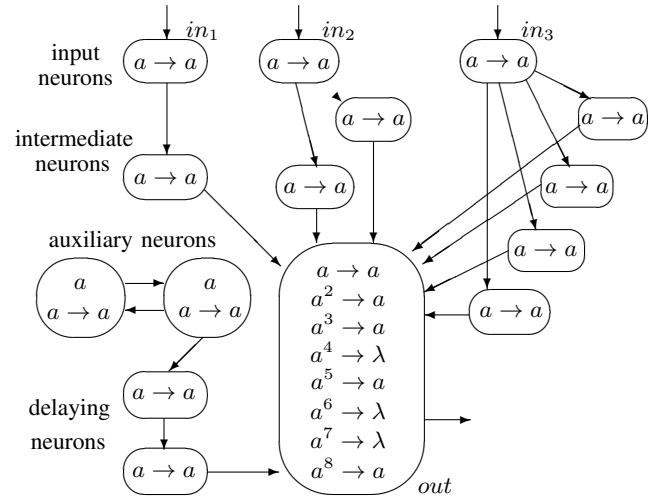 in₁ in₂ in₃
input
neurons
a → a
a → a
a → a
a → a
a → a
intermediate
neurons
a → a
a → a
a → a
a → a
a → a
auxiliary neurons
a
a → a
a
a → a
a → a
a² → a
a³ → a
a⁴ → λ
a⁵ → a
a⁶ → λ
a⁷ → λ
a⁸ → a
out
delaying
neurons
a → a
a → a